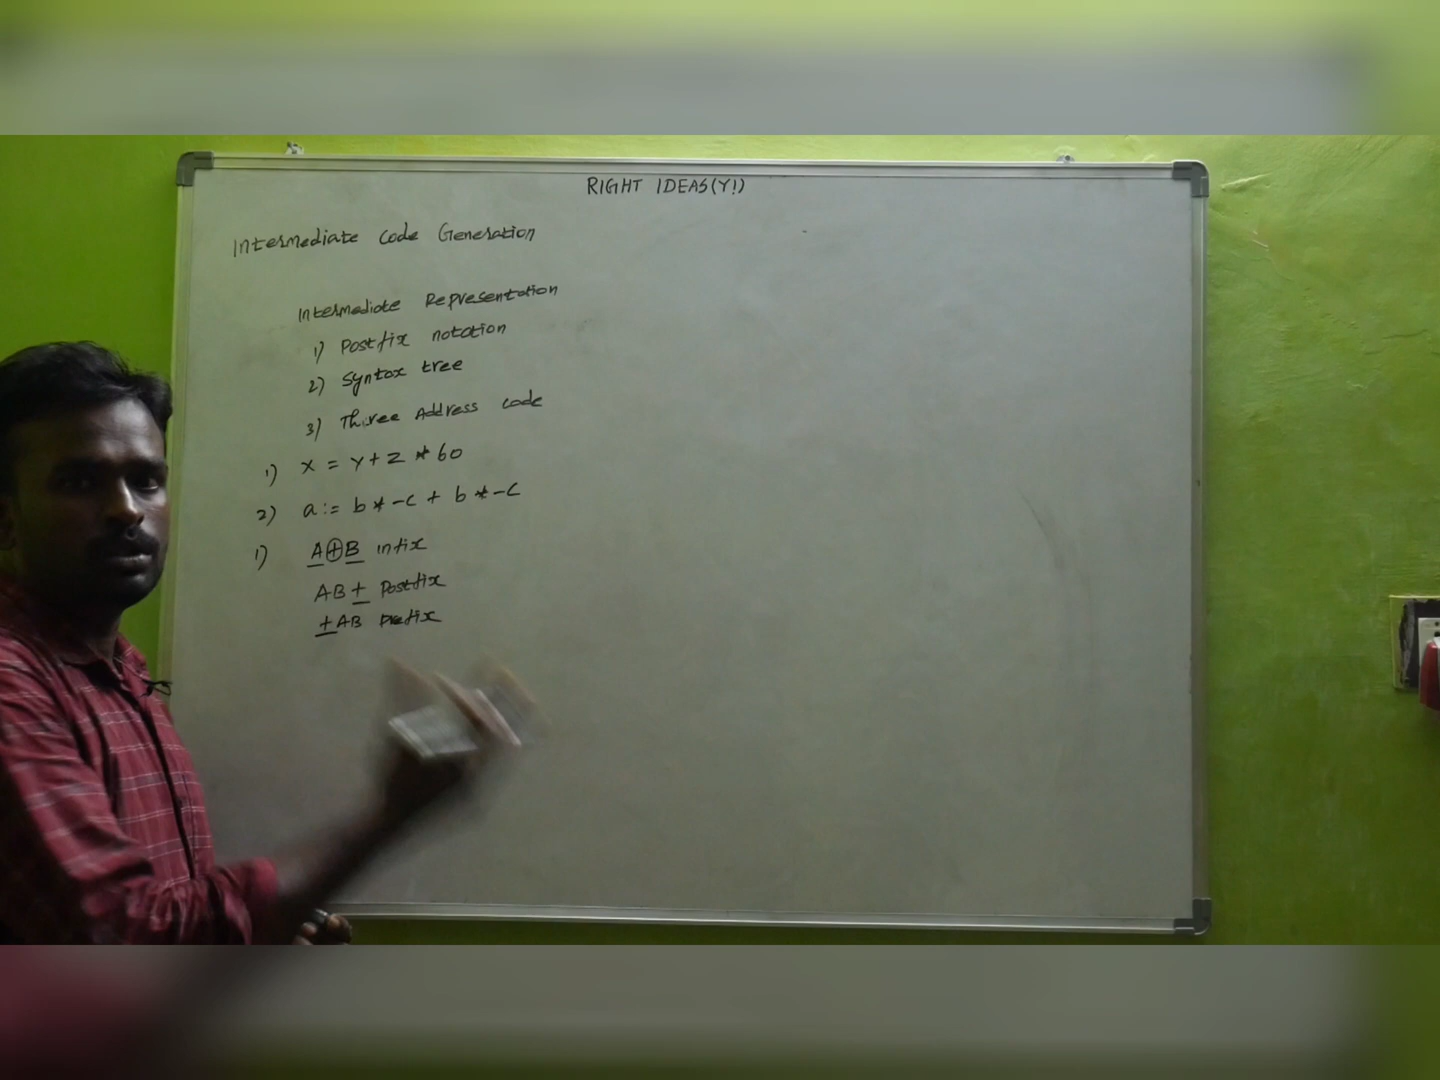 RIGHT IDEAS(Y!)
Intermediate Code Generation
Intermediate Representation
1) Postfix notation
2) Syntax tree
3) Three Address code
1) X = Y + Z * 60
2) a := b * -c + b * -c
1) A+B infix
AB+ Postfix
+AB Prefix